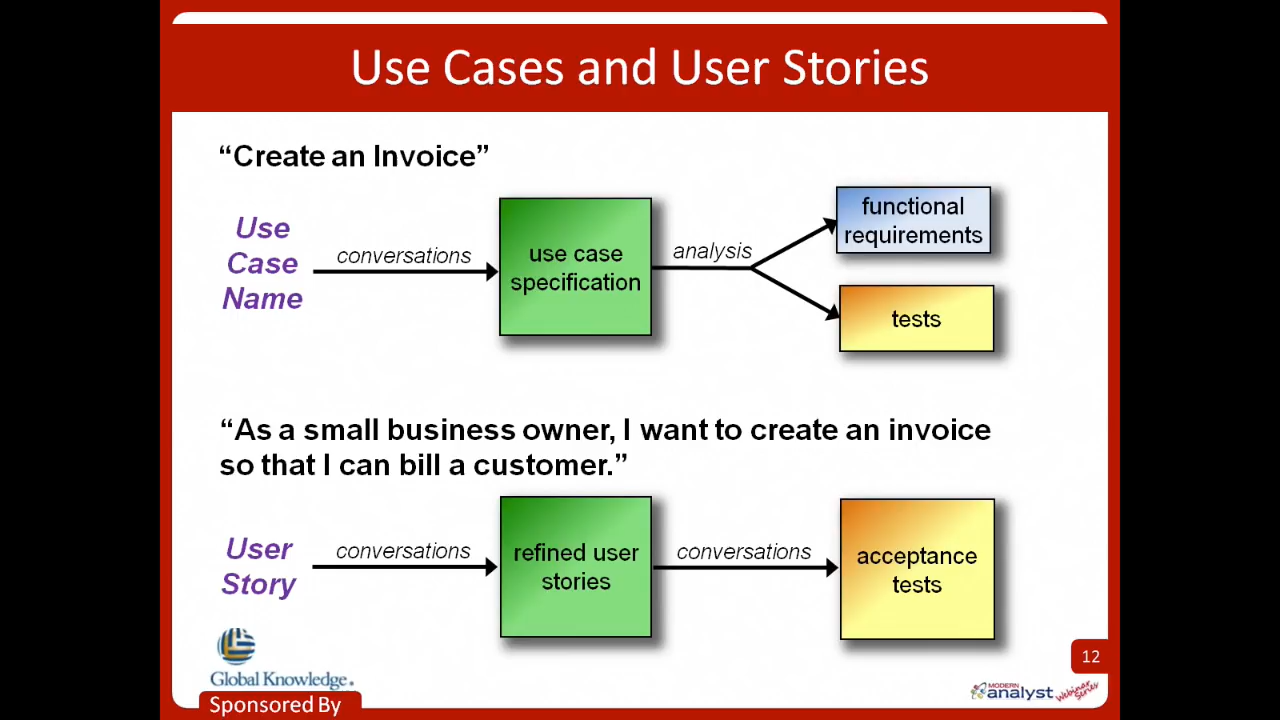 Use Cases and User Stories
“Create an Invoice”
Use
Case
Name
conversations
use case
specification
analysis
functional
requirements
tests
“As a small business owner, I want to create an invoice
so that I can bill a customer.”
User
Story
conversations
refined user
stories
conversations
acceptance
tests
Global Knowledge®
Sponsored By
12
MODERN
analyst
Webinar
Series